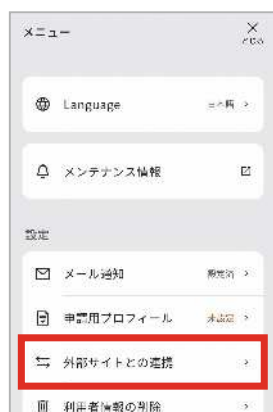 メニュー
とじる
Language 日本語
メンテナンス情報
設定
メール通知 設定済
申請用プロフィール 未設定
外部サイトとの連携
利用者情報の削除